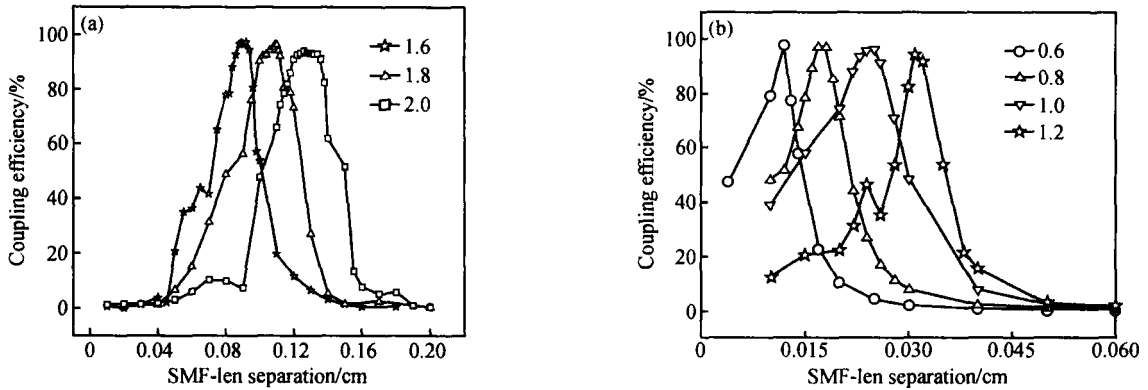 (a)
1.6
1.8
2.0
100
80
60
40
20
0
Coupling efficiency/%
0 0.04 0.08 0.12 0.16 0.20
SMF-len separation/cm
(b)
0.6
0.8
1.0
1.2
100
80
60
40
20
0
Coupling efficiency/%
0 0.015 0.030 0.045 0.060
SMF-len separation/cm